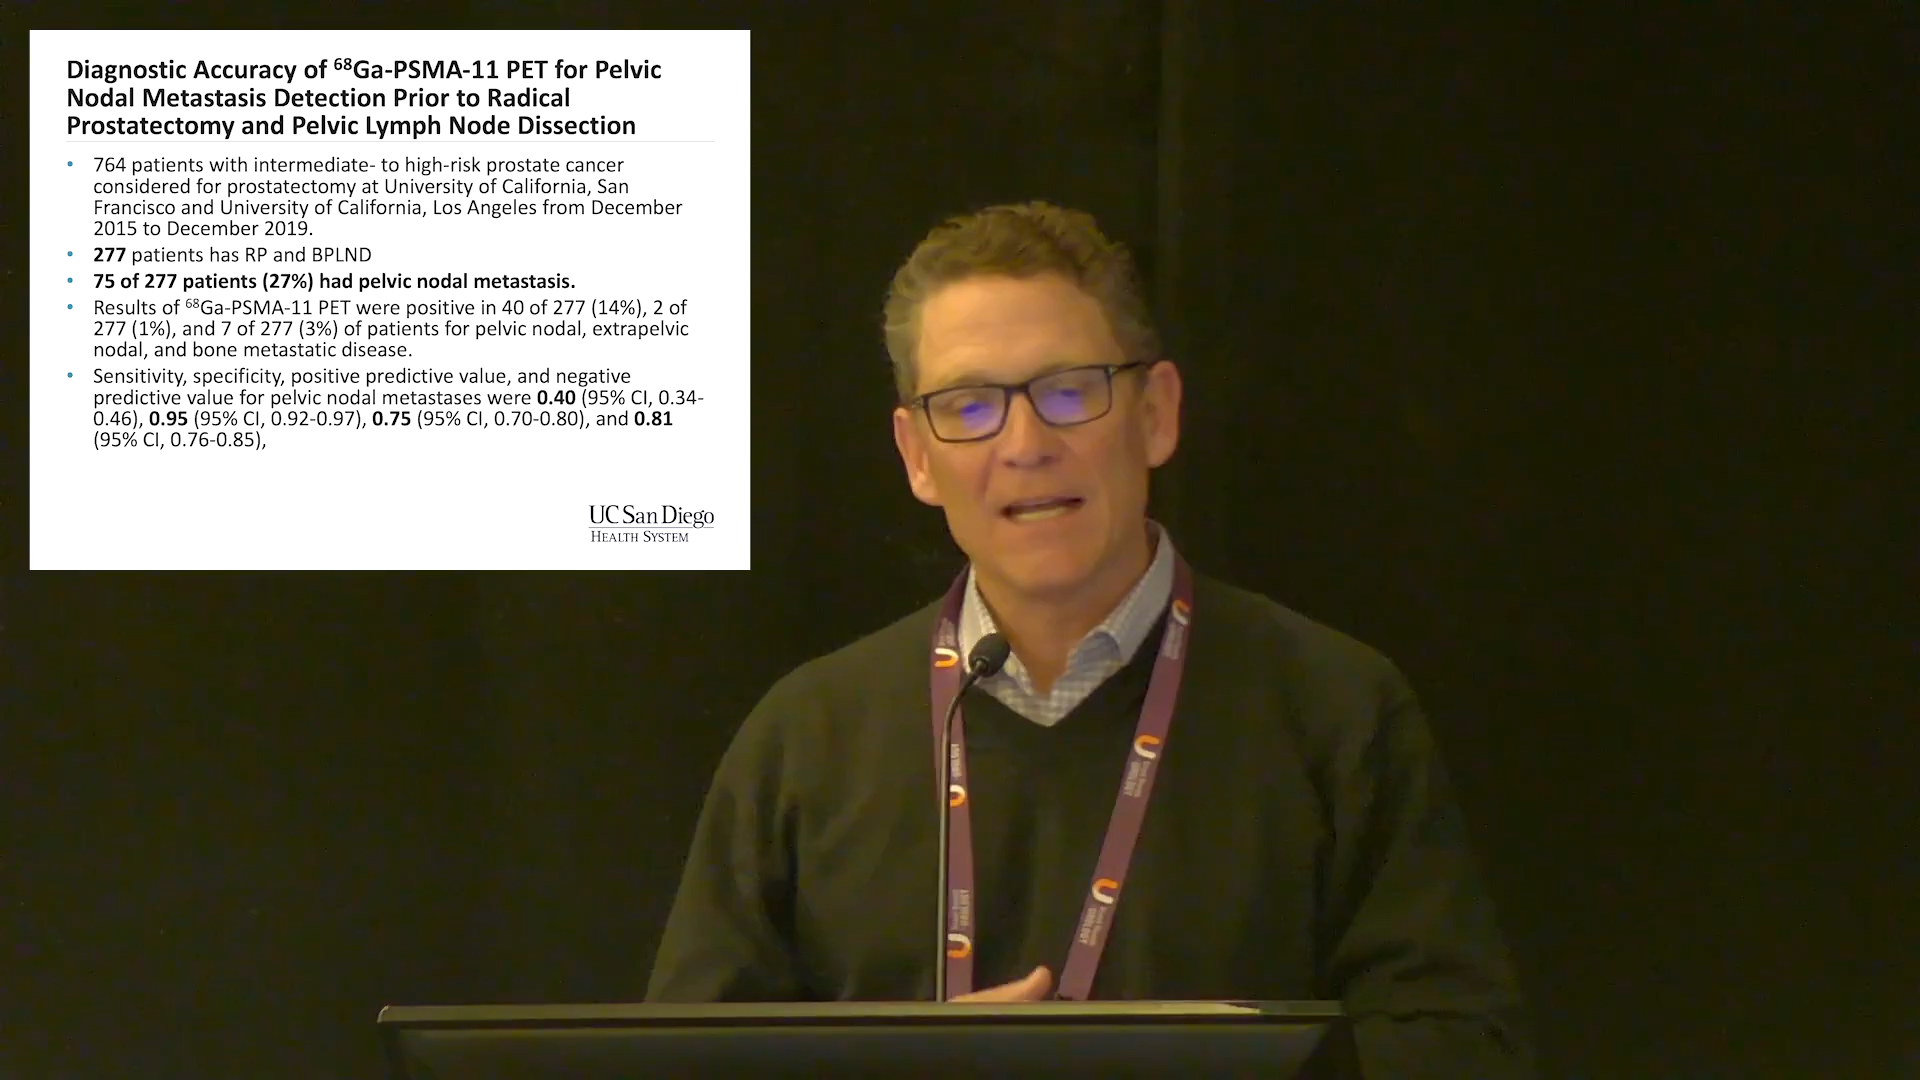 Diagnostic Accuracy of ⁶⁸Ga-PSMA-11 PET for Pelvic
Nodal Metastasis Detection Prior to Radical
Prostatectomy and Pelvic Lymph Node Dissection
• 764 patients with intermediate- to high-risk prostate cancer
considered for prostatectomy at University of California, San
Francisco and University of California, Los Angeles from December
2015 to December 2019.
• 277 patients has RP and BPLND
• 75 of 277 patients (27%) had pelvic nodal metastasis.
• Results of ⁶⁸Ga-PSMA-11 PET were positive in 40 of 277 (14%), 2 of
277 (1%), and 7 of 277 (3%) of patients for pelvic nodal, extrapelvic
nodal, and bone metastatic disease.
• Sensitivity, specificity, positive predictive value, and negative
predictive value for pelvic nodal metastases were 0.40 (95% CI, 0.34-
0.46), 0.95 (95% CI, 0.92-0.97), 0.75 (95% CI, 0.70-0.80), and 0.81
(95% CI, 0.76-0.85),
UC San Diego
HEALTH SYSTEM
UROLOGY
UROLOGY